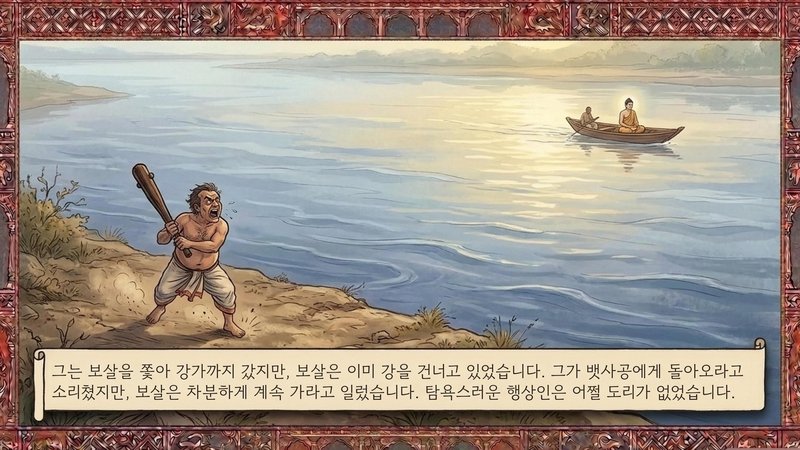 그는 보살을 쫓아 강가까지 갔지만, 보살은 이미 강을 건너고 있었습니다. 그가 뱃사공에게 돌아오라고
소리쳤지만, 보살은 차분하게 계속 가라고 일렀습니다. 탐욕스러운 행상인은 어쩔 도리가 없었습니다.